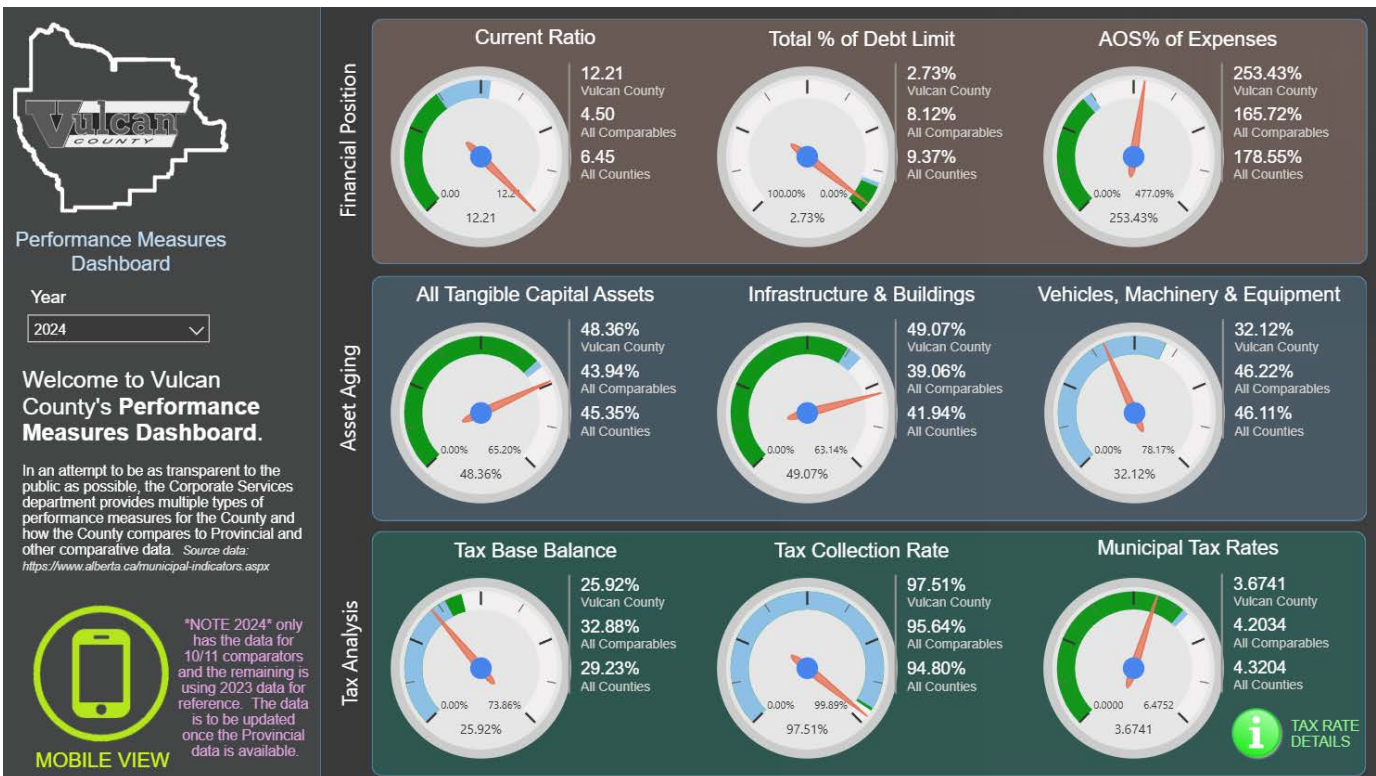 Vulcan
COUNTY
Performance Measures
Dashboard
Year
2024
Welcome to Vulcan
County's Performance
Measures Dashboard.
In an attempt to be as transparent to the
public as possible, the Corporate Services
department provides multiple types of
performance measures for the County and
how the County compares to Provincial and
other comparative data. Source data:
https://www.alberta.ca/municipal-indicators.aspx
MOBILE VIEW
*NOTE 2024* only
has the data for
10/11 comparators
and the remaining is
using 2023 data for
reference. The data
is to be updated
once the Provincial
data is available.
Financial Position
Current Ratio
0.00 12.21
12.21
12.21
Vulcan County
4.50
All Comparables
6.45
All Counties
Total % of Debt Limit
100.00% 0.00%
2.73%
2.73%
Vulcan County
8.12%
All Comparables
9.37%
All Counties
AOS% of Expenses
0.00% 477.09%
253.43%
253.43%
Vulcan County
165.72%
All Comparables
178.55%
All Counties
Asset Aging
All Tangible Capital Assets
0.00% 65.20%
48.36%
48.36%
Vulcan County
43.94%
All Comparables
45.35%
All Counties
Infrastructure & Buildings
0.00% 63.14%
49.07%
49.07%
Vulcan County
39.06%
All Comparables
41.94%
All Counties
Vehicles, Machinery & Equipment
0.00% 78.17%
32.12%
32.12%
Vulcan County
46.22%
All Comparables
46.11%
All Counties
Tax Analysis
Tax Base Balance
0.00% 73.86%
25.92%
25.92%
Vulcan County
32.88%
All Comparables
29.23%
All Counties
Tax Collection Rate
0.00% 99.89%
97.51%
97.51%
Vulcan County
95.64%
All Comparables
94.80%
All Counties
Municipal Tax Rates
0.0000 6.4752
3.6741
3.6741
Vulcan County
4.2034
All Comparables
4.3204
All Counties
i
TAX RATE
DETAILS